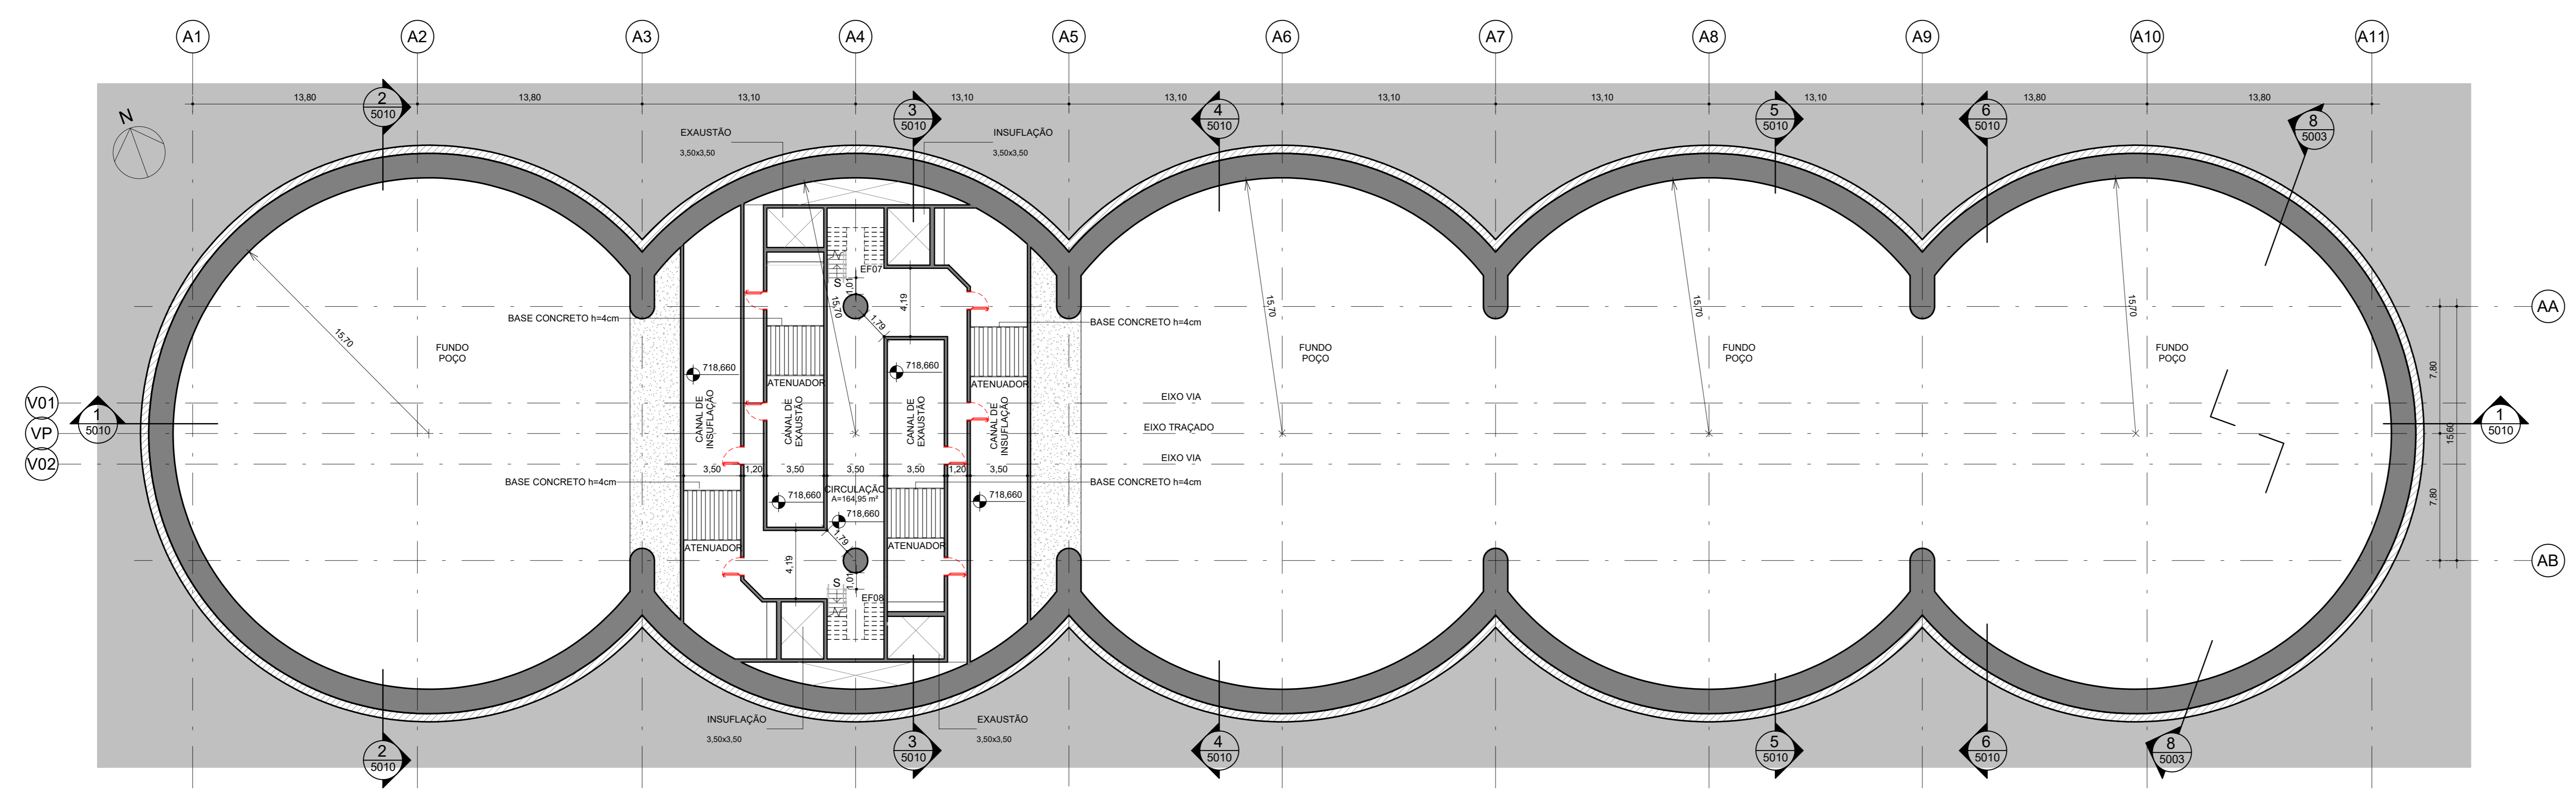 A1 A2 A3 A4 A5 A6 A7 A8 A9 A10 A11
13,80 13,80 13,10 13,10 13,10 13,10 13,10 13,10 13,80 13,80
N
2
5010
3
5010
4
5010
5
5010
6
5010
8
5003
EXAUSTÃO
3,50x3,50
INSUFLAÇÃO
3,50x3,50
EF07
S
1,01
15,70
4,19
1,79
AA
BASE CONCRETO h=4cm
BASE CONCRETO h=4cm
15,70
15,70
15,70
15,70
FUNDO
POÇO
FUNDO
POÇO
FUNDO
POÇO
FUNDO
POÇO
718,660
718,660
ATENUADOR
ATENUADOR
7,80
V01
1
5010
VP
V02
CANAL DE
INSUFLAÇÃO
CANAL DE
EXAUSTÃO
CANAL DE
EXAUSTÃO
CANAL DE
INSUFLAÇÃO
EIXO VIA
EIXO TRAÇADO
EIXO VIA
1
5010
15,60
3,50 1,20 3,50 3,50 3,50 1,20 3,50
BASE CONCRETO h=4cm
BASE CONCRETO h=4cm
CIRCULAÇÃO
A=164,95 m²
718,660
718,660
718,660
7,80
ATENUADOR
ATENUADOR
1,79
4,19
1,01
S
EF08
AB
INSUFLAÇÃO
3,50x3,50
EXAUSTÃO
3,50x3,50
2
5010
3
5010
4
5010
5
5010
6
5010
8
5003